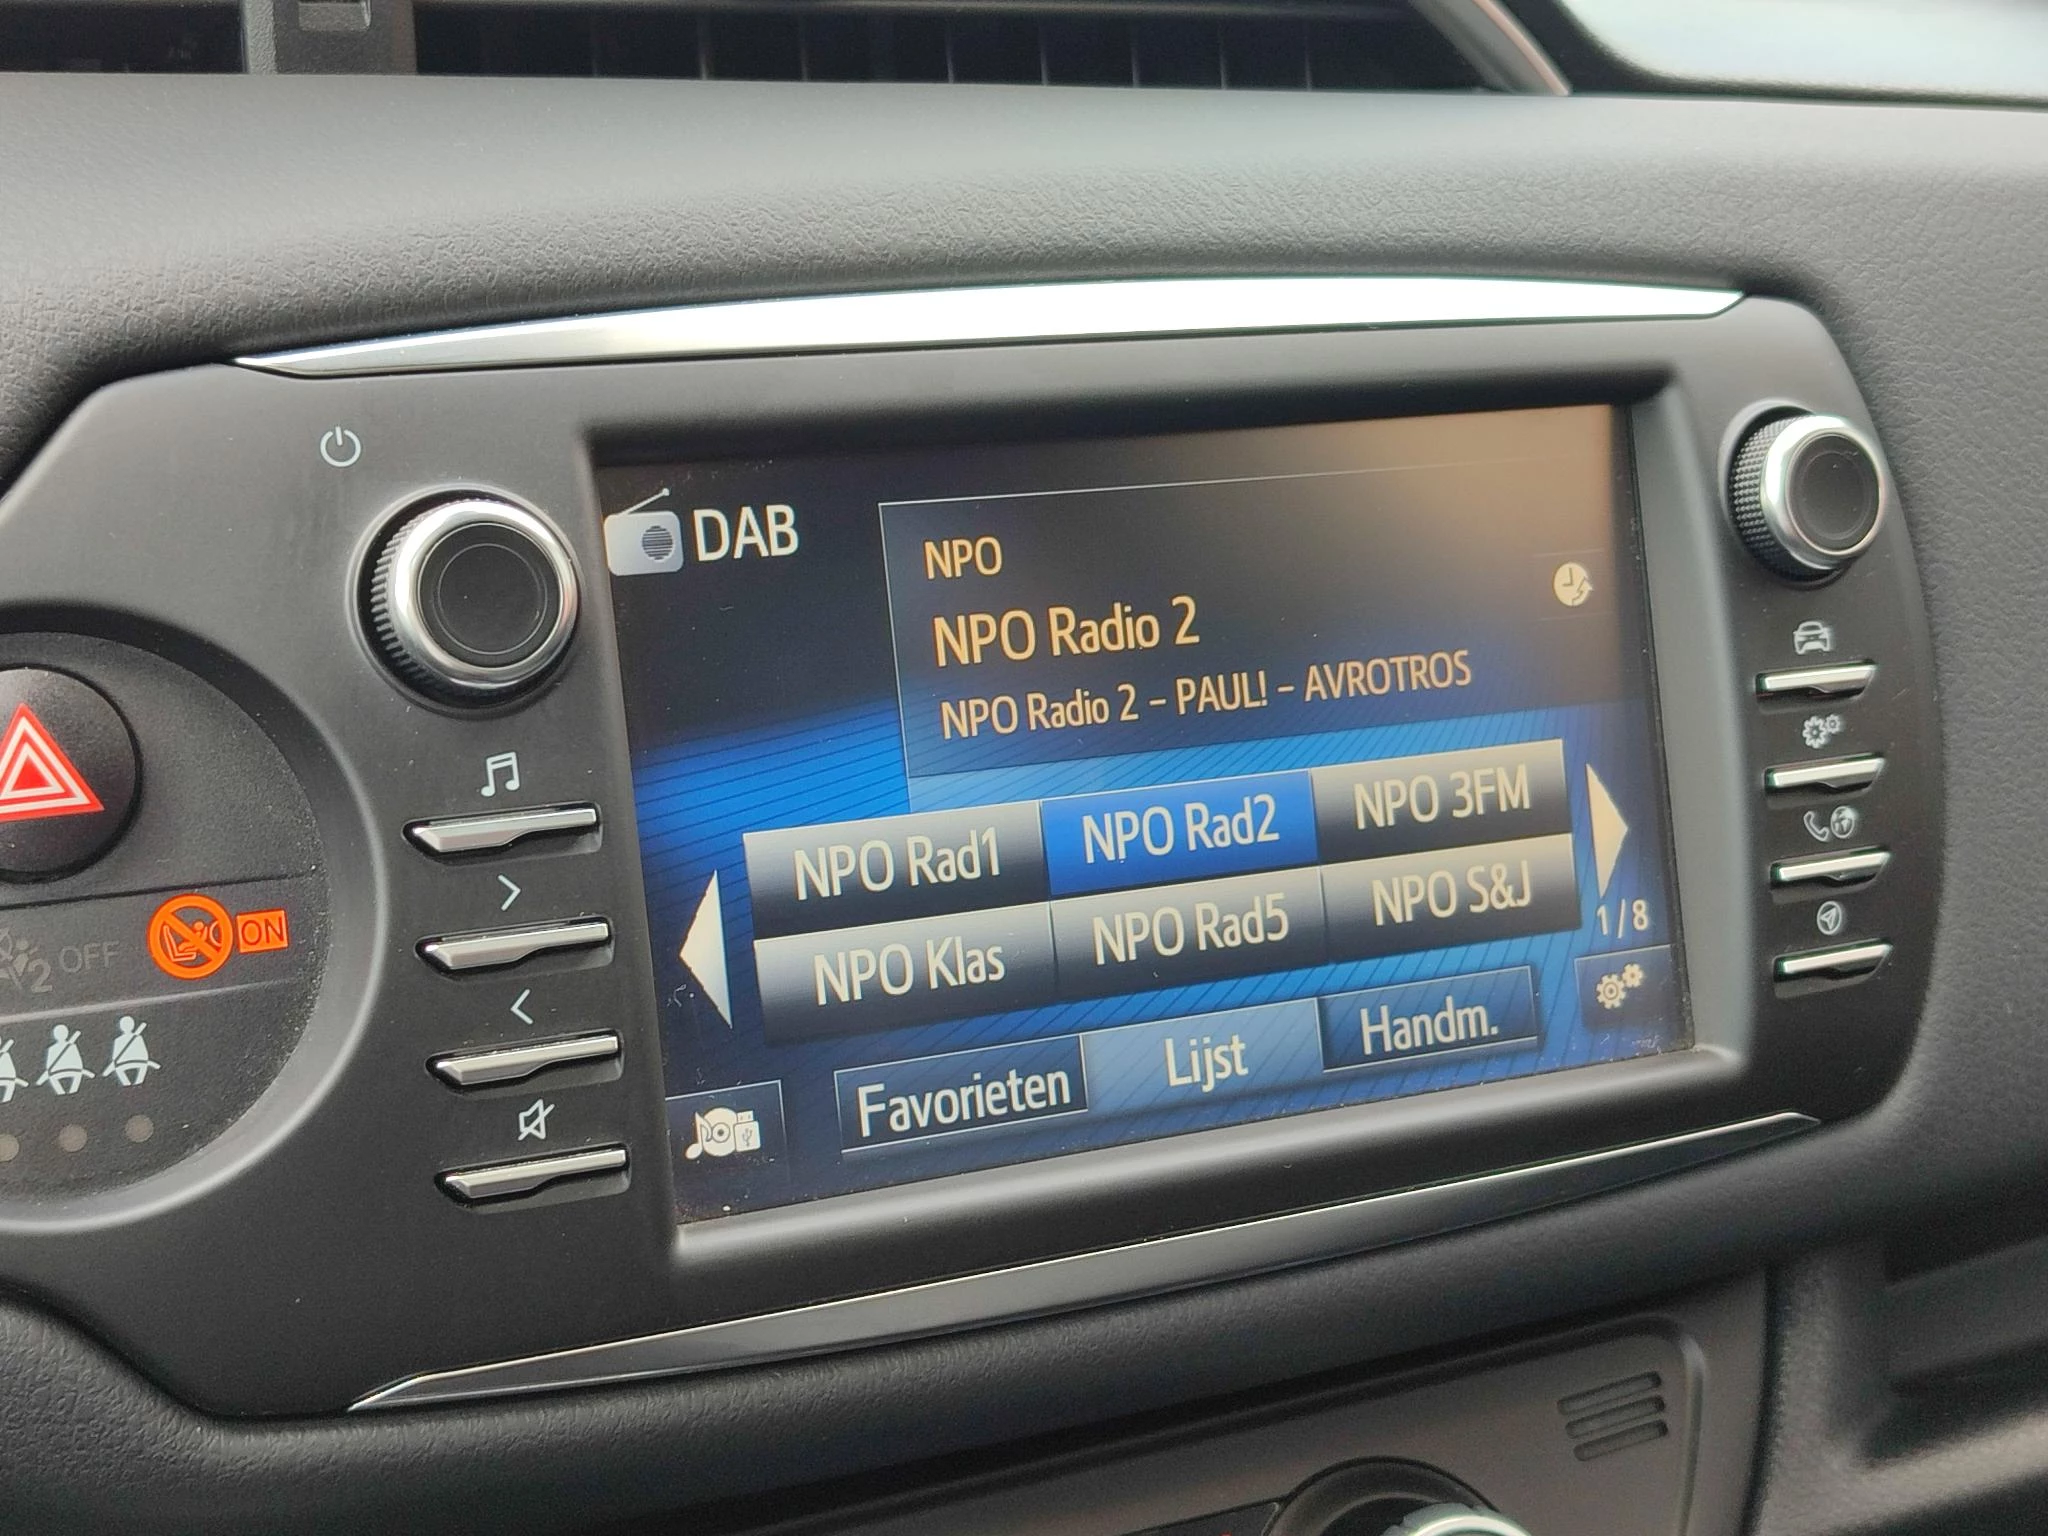 DAB
NPO
NPO Radio 2
NPO Radio 2 – PAUL! – AVROTROS
NPO Rad1 NPO Rad2 NPO 3FM
NPO Klas NPO Rad5 NPO S&J
1 / 8
Favorieten Lijst Handm.
2 OFF
ON